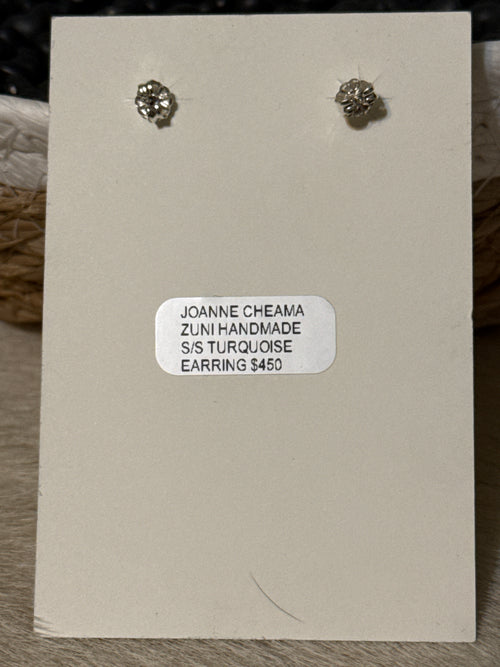 JOANNE CHEAMA
ZUNI HANDMADE
S/S TURQUOISE
EARRING $450